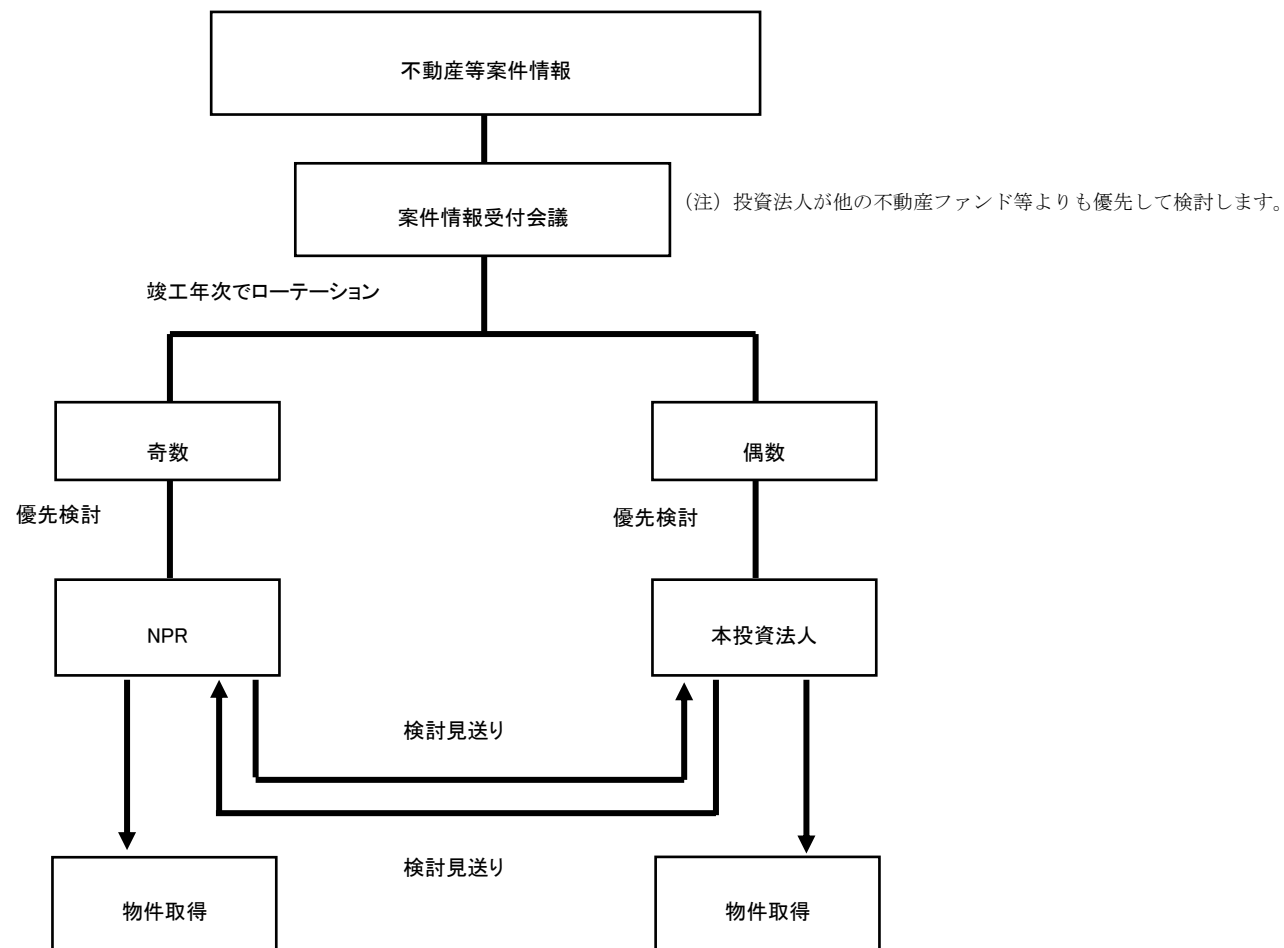 不動産等案件情報
案件情報受付会議
（注）投資法人が他の不動産ファンド等よりも優先して検討します。
竣工年次でローテーション
奇数
偶数
優先検討
優先検討
NPR
本投資法人
検討見送り
検討見送り
物件取得
物件取得